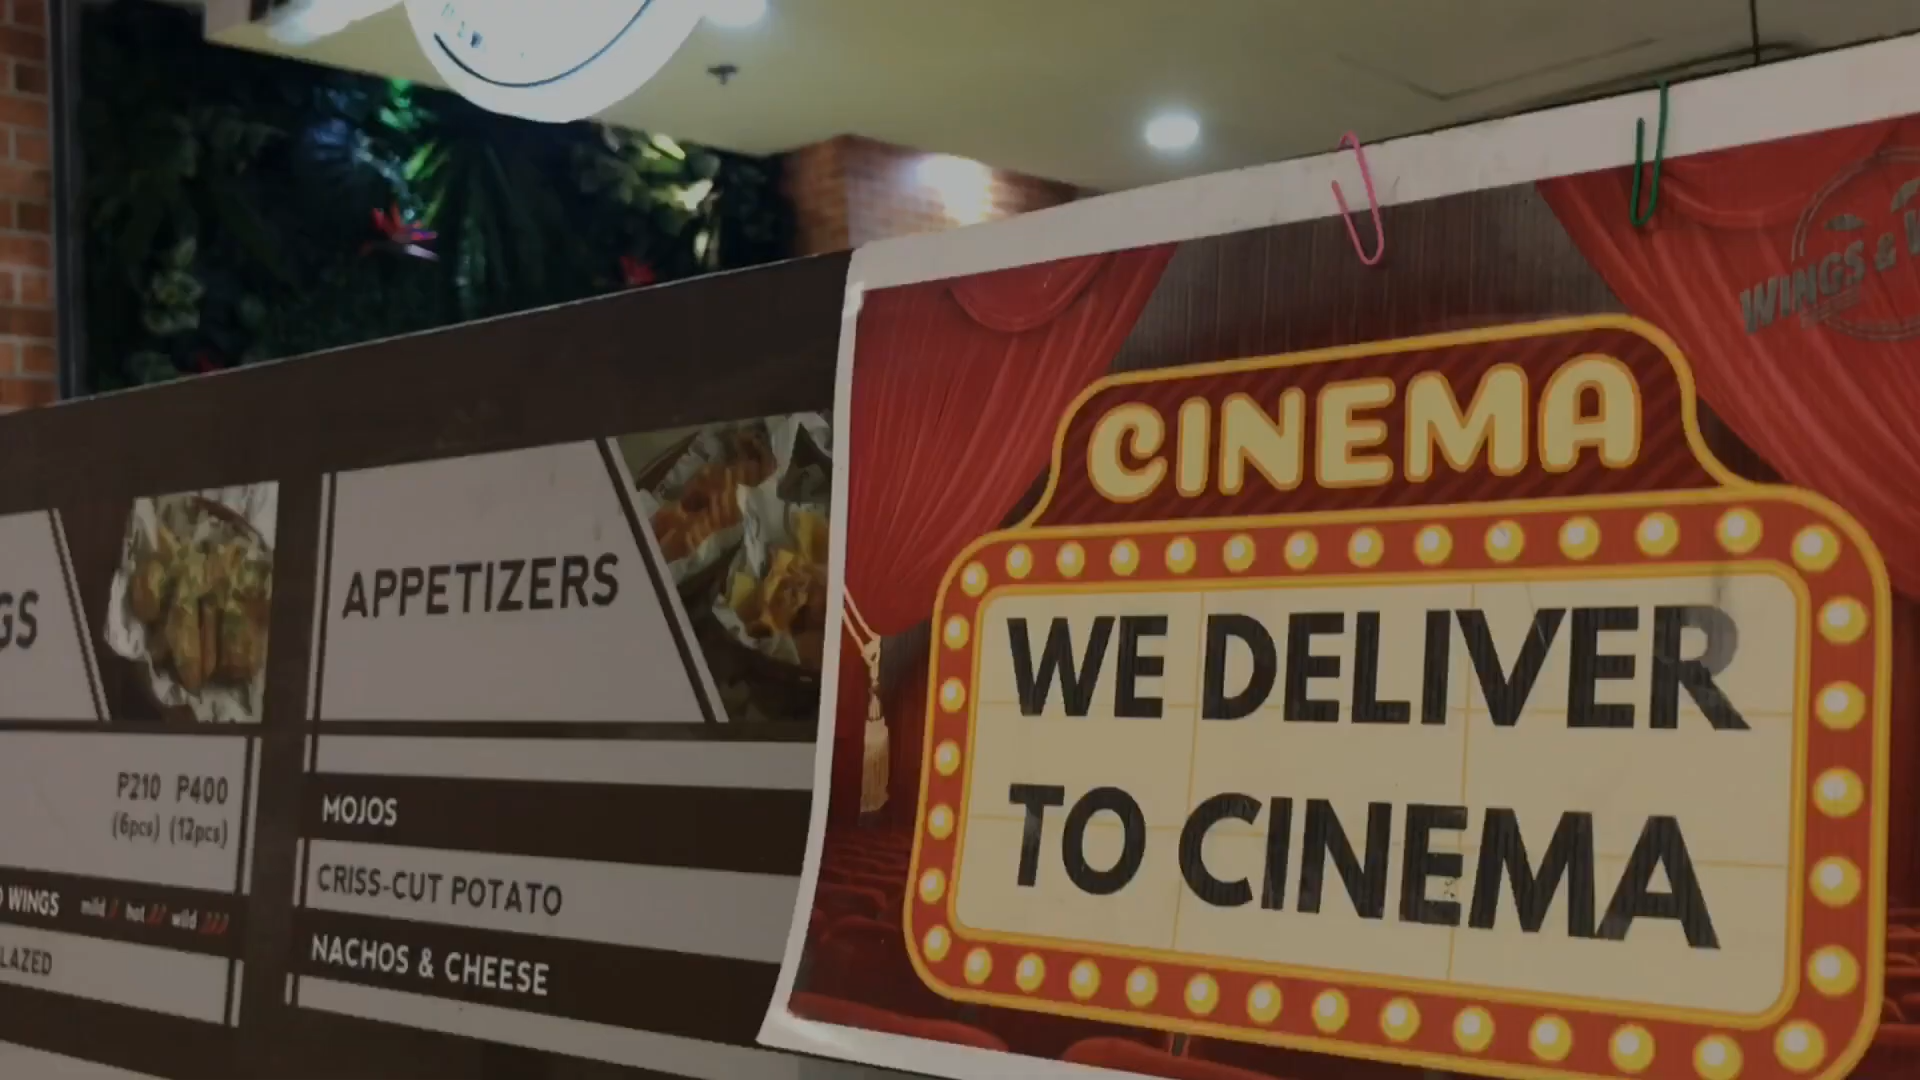 GS
P210 P400
(6pcs) (12pcs)
WINGS mild hot wild
LAZED
APPETIZERS
MOJOS
CRISS-CUT POTATO
NACHOS & CHEESE
WINGS &
CINEMA
WE DELIVER
TO CINEMA